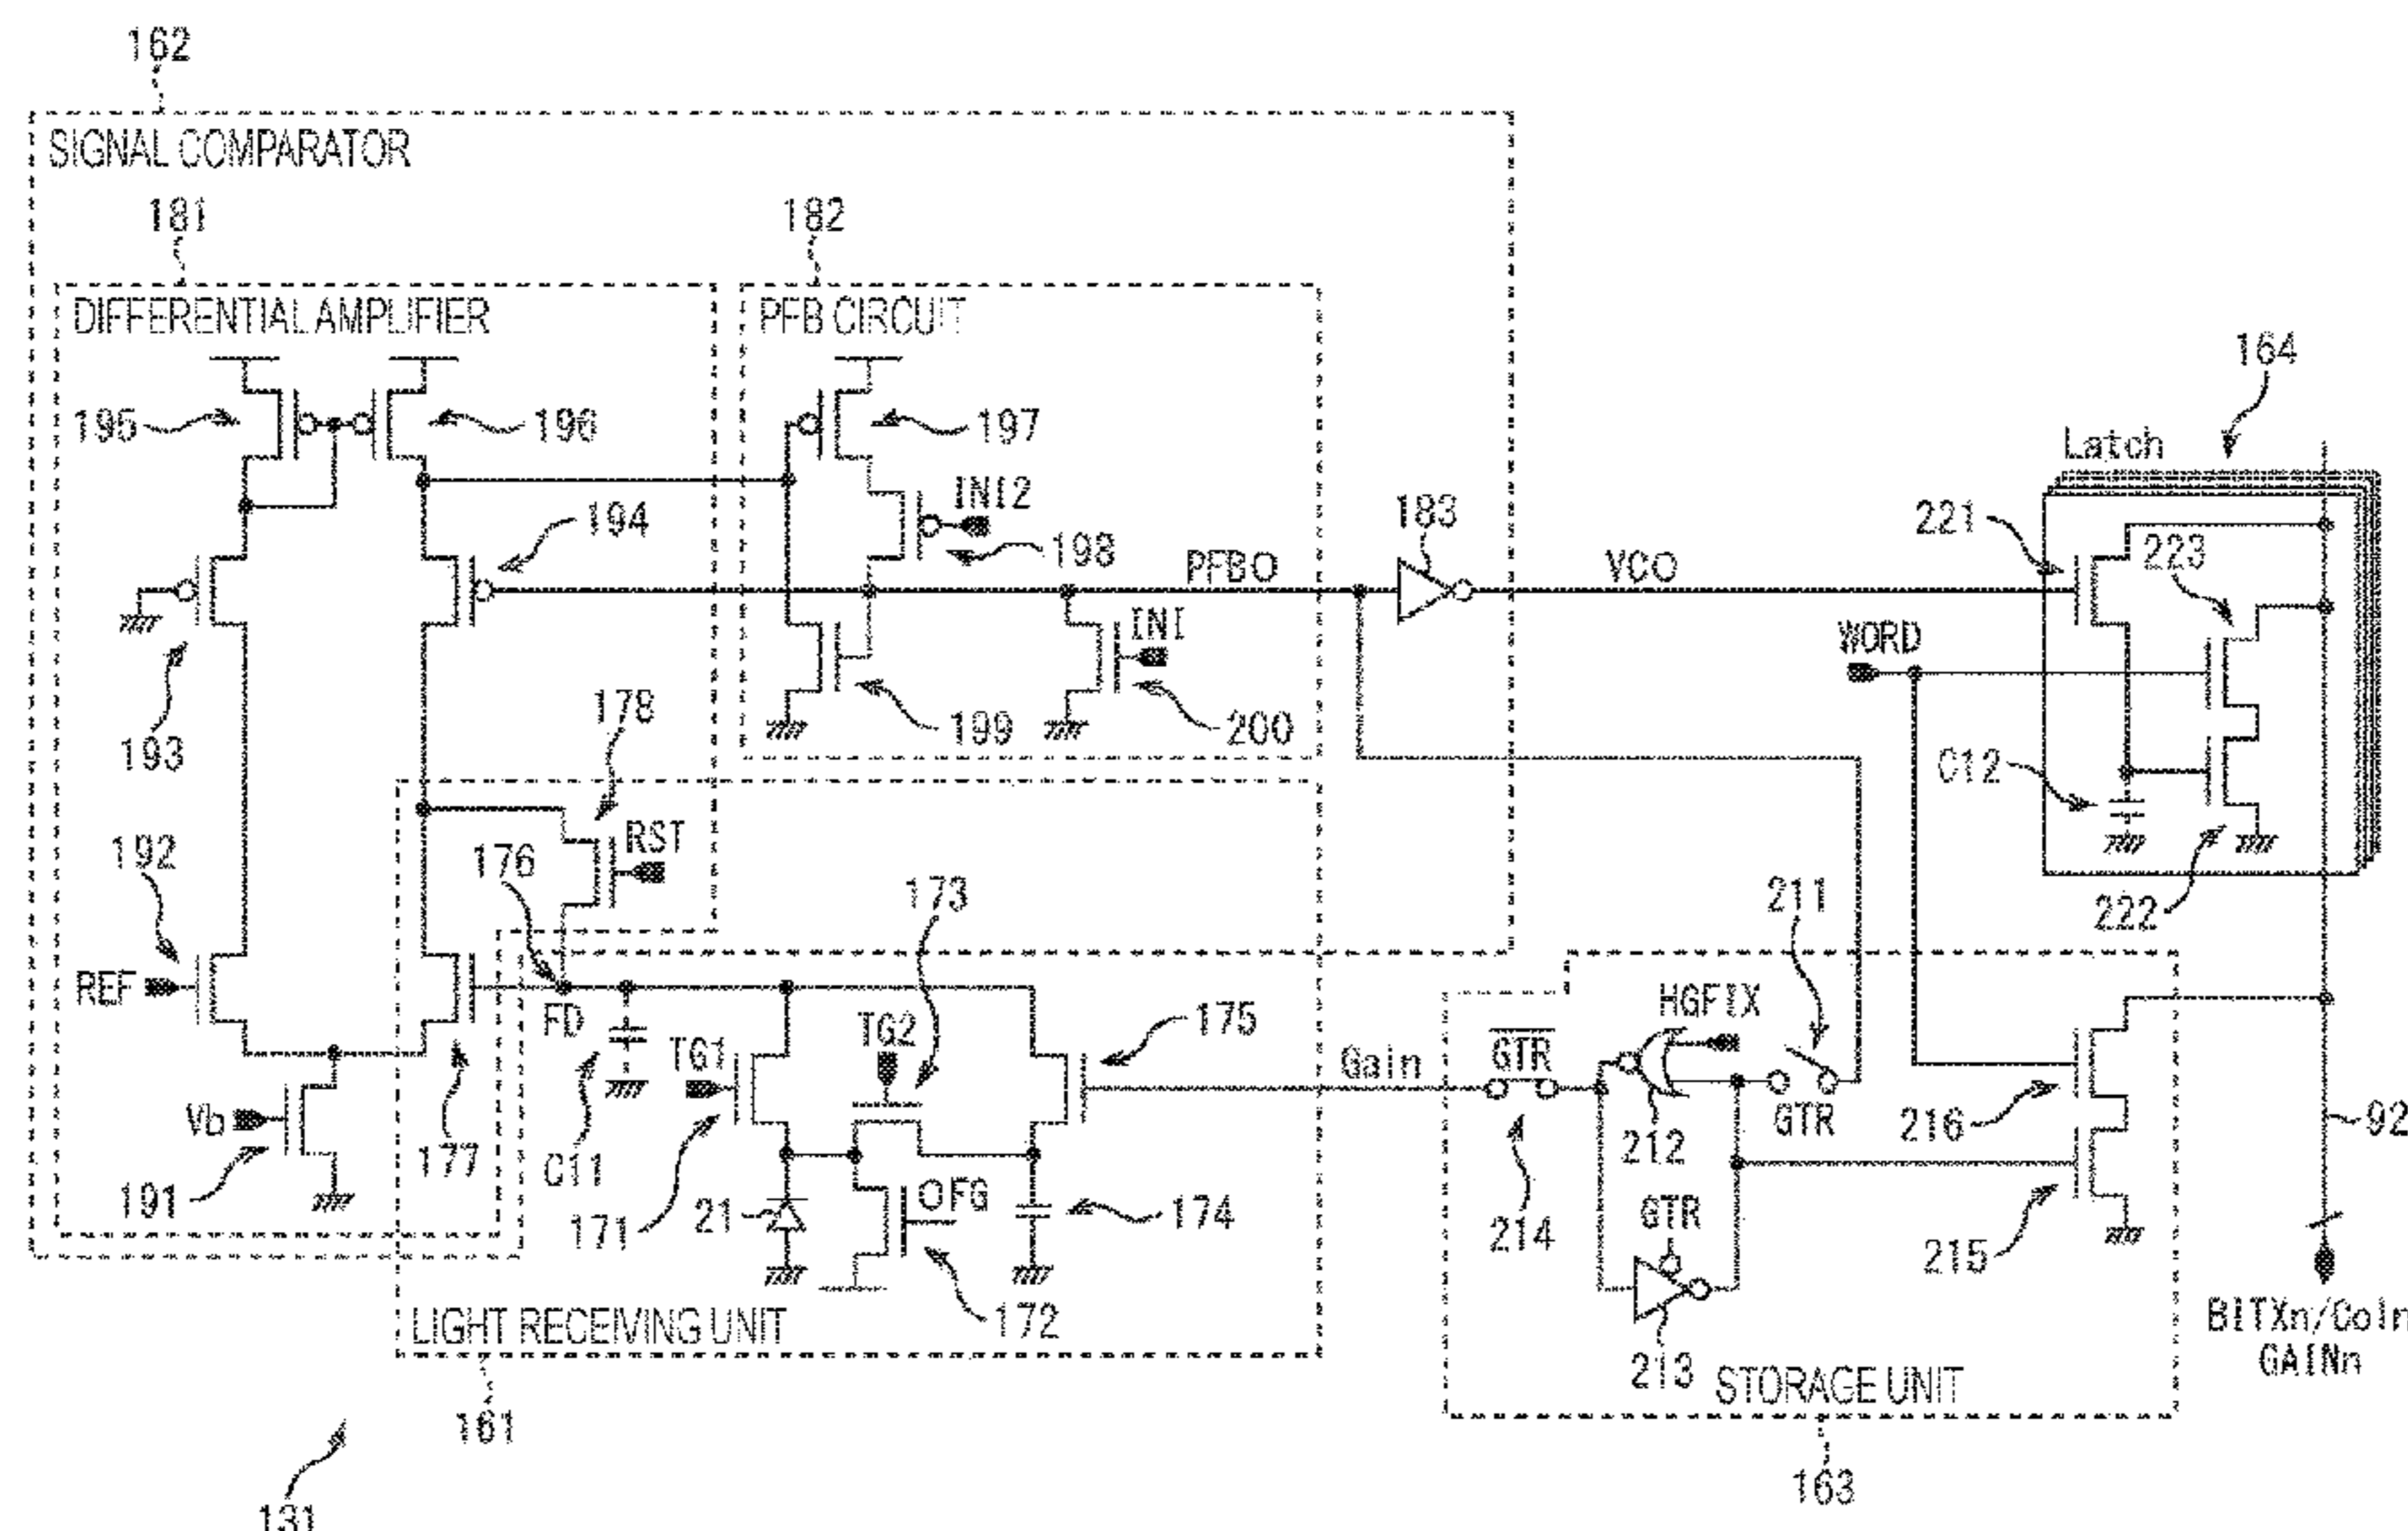 162
SIGNAL COMPARATOR
181
182
DIFFERENTIAL AMPLIFIER
PFB CIRCUIT
164
195
196
197
Latch
INI2
194
198
183
221
223
PFBO
VCO
INI
WORD
193
178
199
200
C12
192
176
RST
173
211
222
REF
FD
TG2
HGFIX
TG1
175
Gain
GTR
Vb
177
C11
GTR
212
216
92
191
171
21
OFG
174
214
GTR
215
172
213
LIGHT RECEIVING UNIT
STORAGE UNIT
BITXn/Coln
GAINn
161
163
131